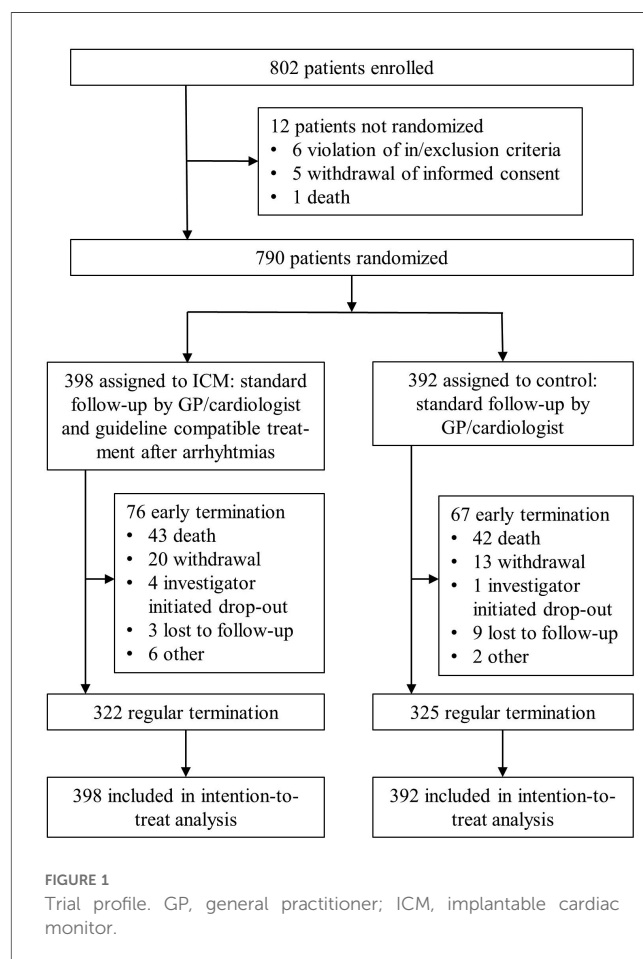 802 patients enrolled
12 patients not randomized
• 6 violation of in/exclusion criteria
• 5 withdrawal of informed consent
• 1 death
790 patients randomized
398 assigned to ICM: standard
follow-up by GP/cardiologist
and guideline compatible treat-
ment after arrhyhtmias
392 assigned to control:
standard follow-up by
GP/cardiologist
76 early termination
• 43 death
• 20 withdrawal
• 4 investigator
initiated drop-out
• 3 lost to follow-up
• 6 other
67 early termination
• 42 death
• 13 withdrawal
• 1 investigator
initiated drop-out
• 9 lost to follow-up
• 2 other
322 regular termination
325 regular termination
398 included in intention-to-
treat analysis
392 included in intention-to-
treat analysis
FIGURE 1
Trial profile. GP, general practitioner; ICM, implantable cardiac
monitor.